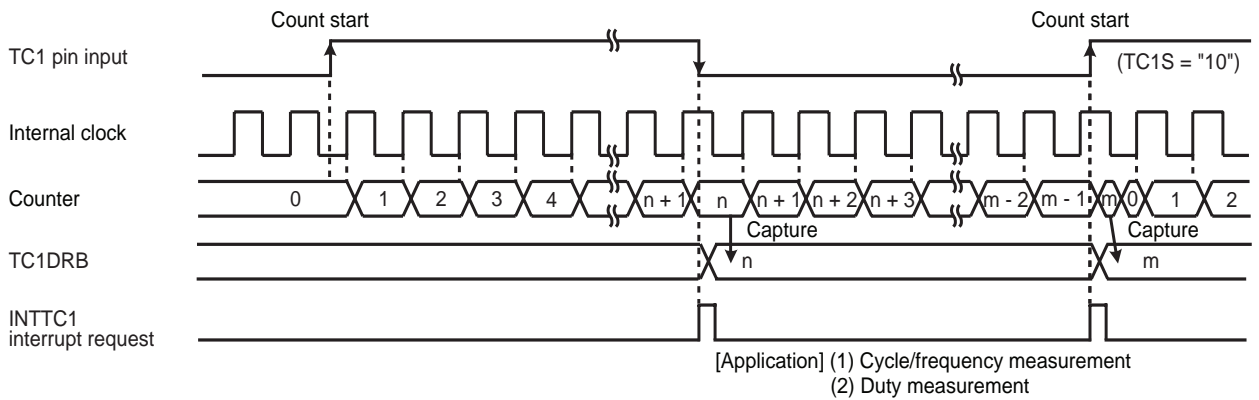 Count start Count start
TC1 pin input
(TC1S = "10")
Internal clock
Counter 0 1 2 3 4 n + 1 n n + 1 n + 2 n + 3 m - 2 m - 1 m 0 1 2
Capture Capture
TC1DRB n m
INTTC1
interrupt request
[Application] (1) Cycle/frequency measurement
(2) Duty measurement